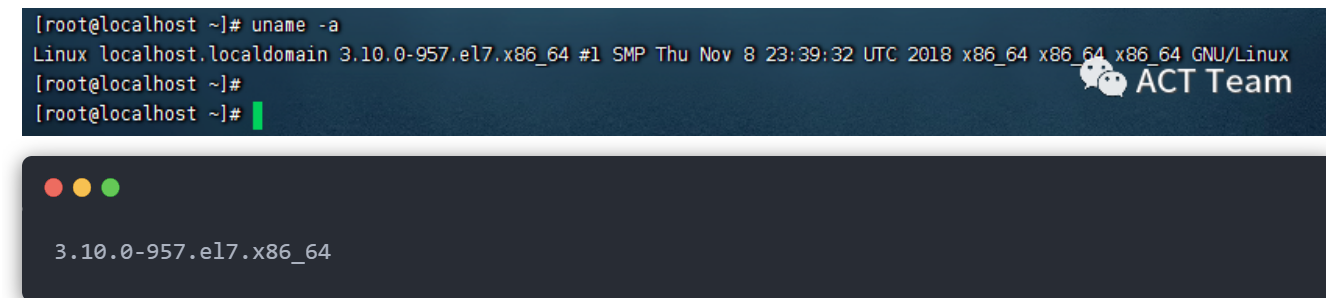 [root@localhost ~]# uname -a
Linux localhost.localdomain 3.10.0-957.el7.x86_64 #1 SMP Thu Nov 8 23:39:32 UTC 2018 x86_64 x86_64 x86_64 GNU/Linux
[root@localhost ~]#
ACT Team
[root@localhost ~]#
3.10.0-957.el7.x86_64